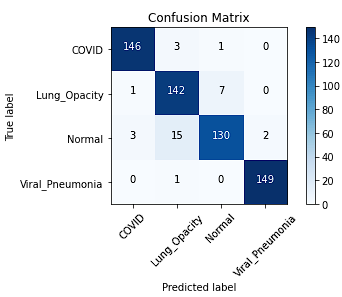 Confusion Matrix
COVID 146 3 1 0
Lung_Opacity 1 142 7 0
Normal 3 15 130 2
Viral_Pneumonia 0 1 0 149
COVID
Lung_Opacity
Normal
Viral_Pneumonia
True label
Predicted label
140
120
100
80
60
40
20
0